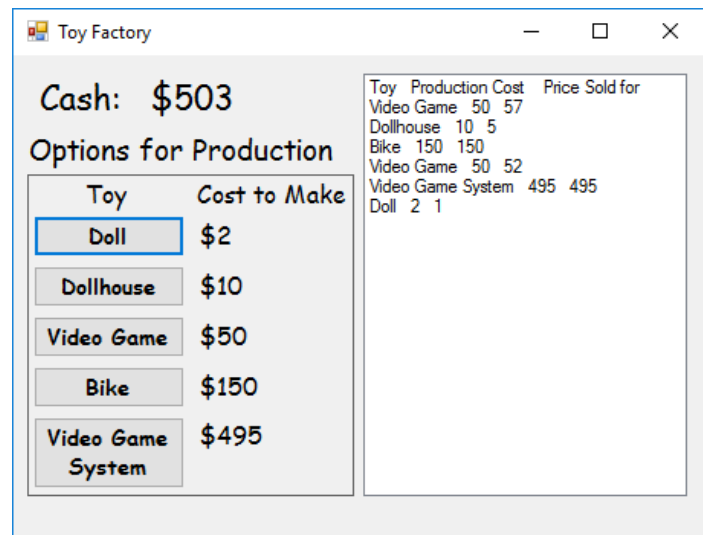 Toy Factory
Cash: $503
Options for Production
Toy Cost to Make
Doll $2
Dollhouse $10
Video Game $50
Bike $150
Video Game $495
System
Toy Production Cost Price Sold for
Video Game 50 57
Dollhouse 10 5
Bike 150 150
Video Game 50 52
Video Game System 495 495
Doll 2 1